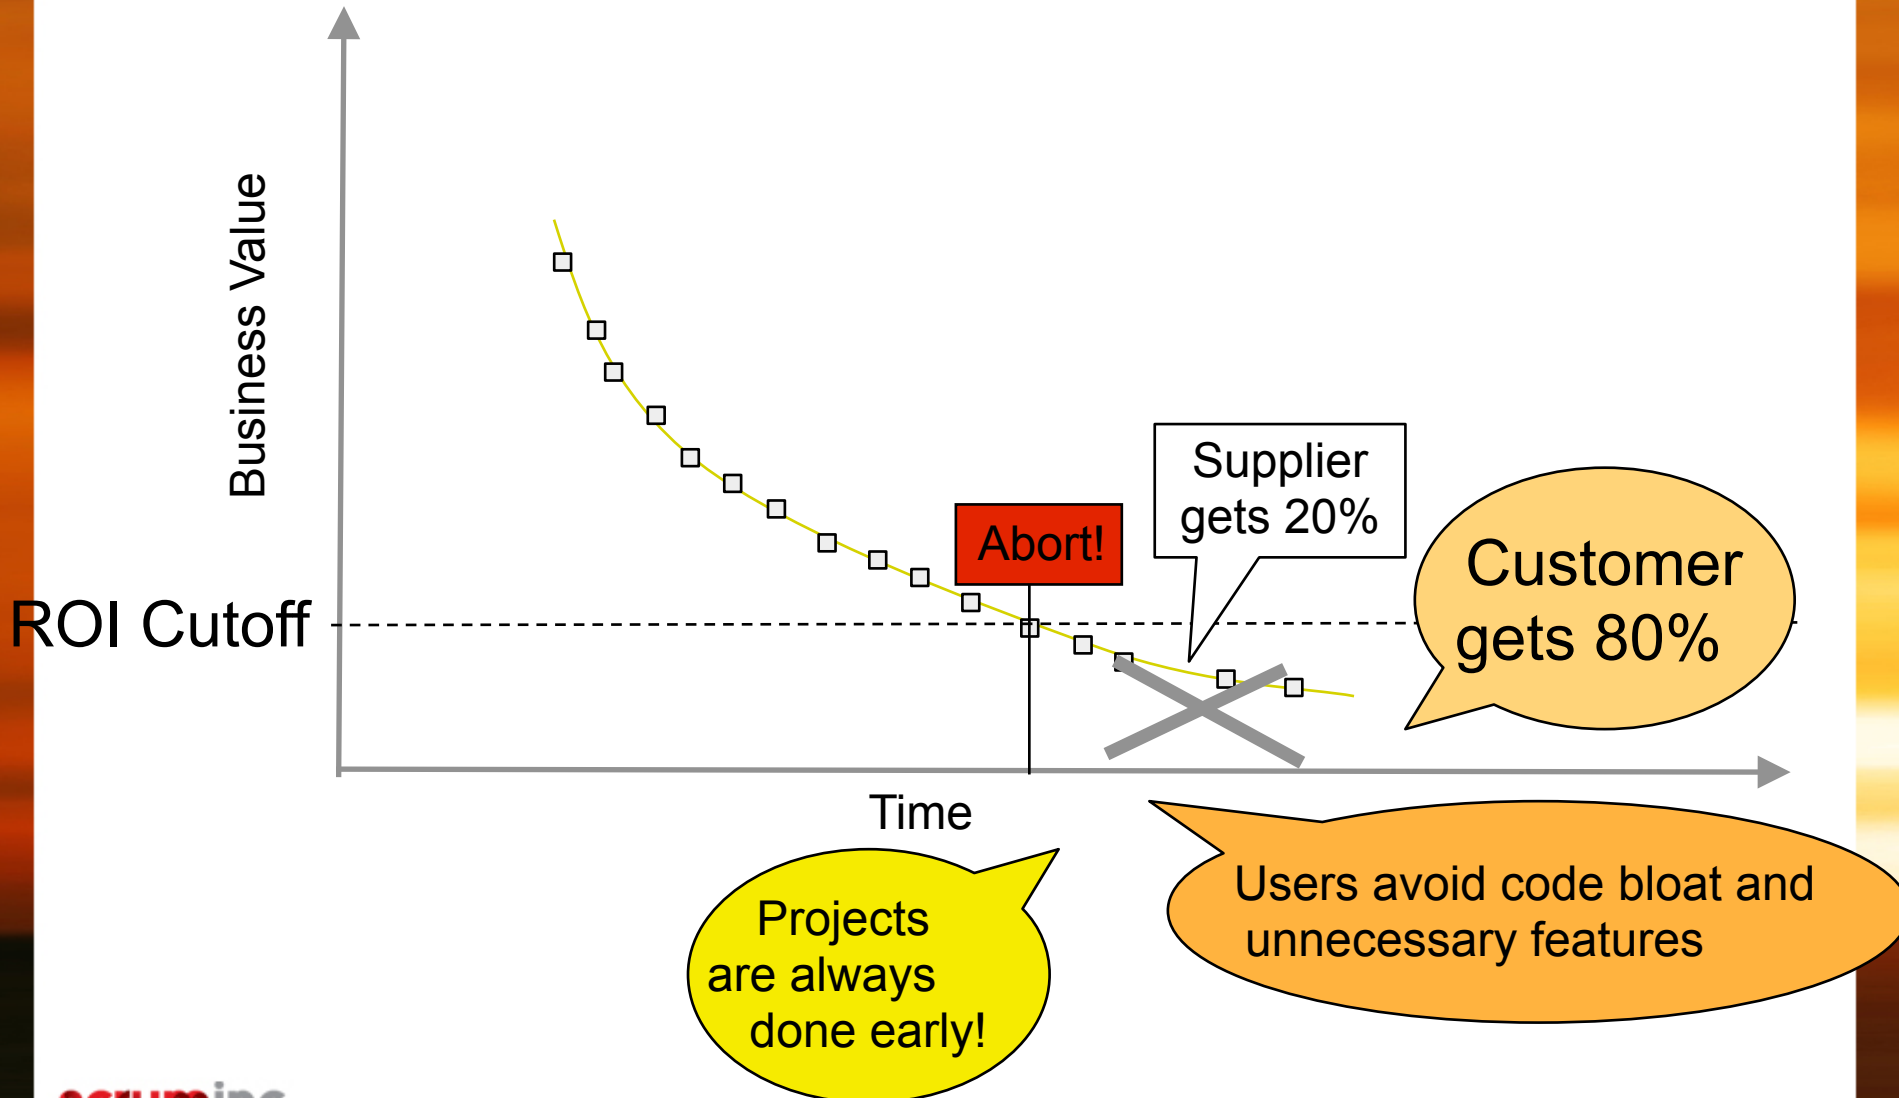 Business Value
Supplier
gets 20%
Abort!
Customer
gets 80%
ROI Cutoff
Time
Users avoid code bloat and
unnecessary features
Projects
are always
done early!
scruminc